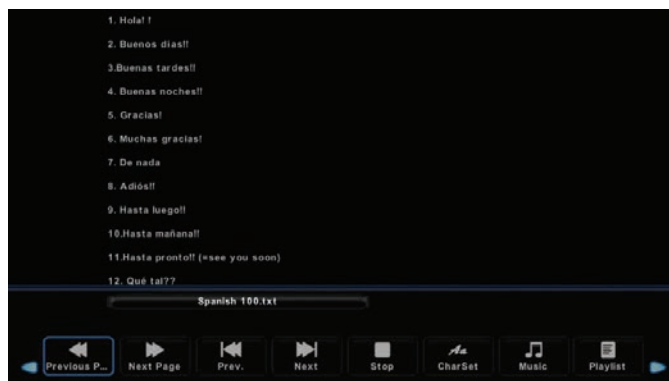 1. Hola! !
2. Buenos días!!
3.Buenas tardes!!
4. Buenas noches!!
5. Gracias!
6. Muchas gracias!
7. De nada
8. Adiós!!
9. Hasta luego!!
10.Hasta mañana!!
11.Hasta pronto!! (=see you soon)
12. Qué tal??
Spanish 100.txt
Previous P... Next Page Prev. Next Stop CharSet Music Playlist